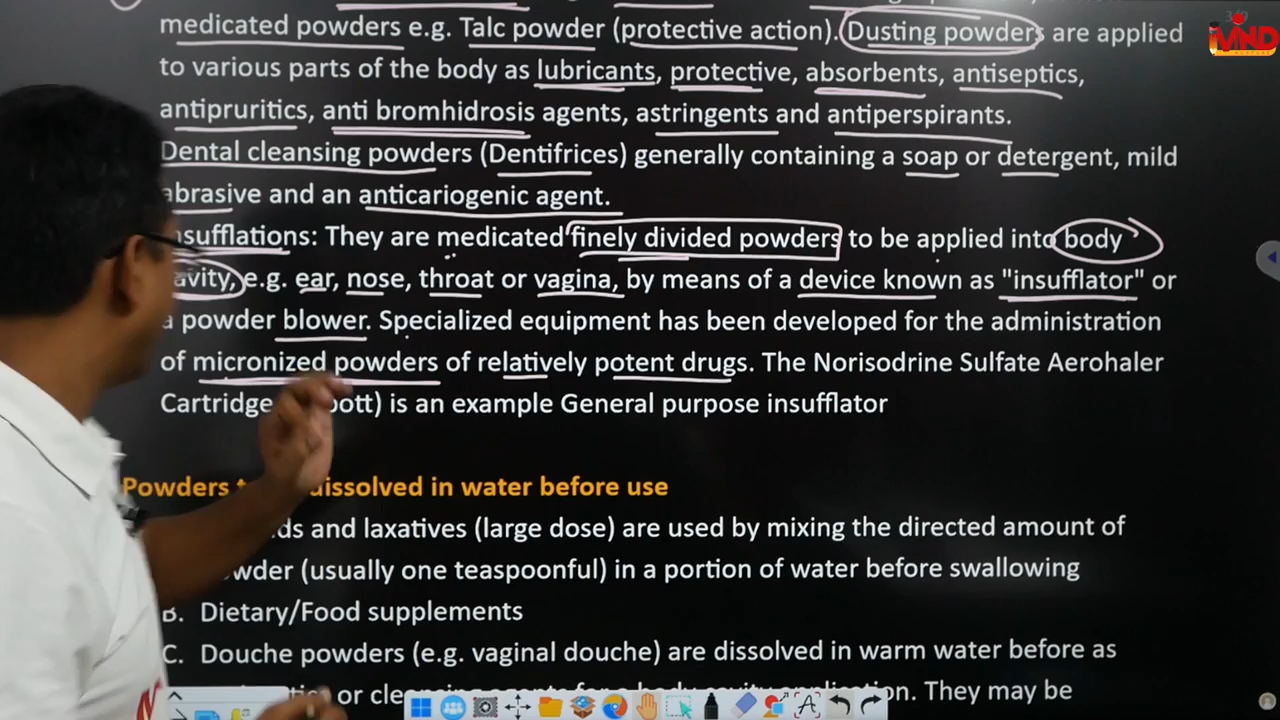 medicated powders e.g. Talc powder (protective action). Dusting powders are applied
to various parts of the body as lubricants, protective, absorbents, antiseptics,
antipruritics, anti bromhidrosis agents, astringents and antiperspirants.
Dental cleansing powders (Dentifrices) generally containing a soap or detergent, mild
abrasive and an anticariogenic agent.
nsufflations: They are medicated finely divided powders to be applied into body
avity, e.g. ear, nose, throat or vagina, by means of a device known as "insufflator" or
a powder blower. Specialized equipment has been developed for the administration
of micronized powders of relatively potent drugs. The Norisodrine Sulfate Aerohaler
Cartridge ott) is an example General purpose insufflator
Powders dissolved in water before use
ds and laxatives (large dose) are used by mixing the directed amount of
wder (usually one teaspoonful) in a portion of water before swallowing
B. Dietary/Food supplements
C. Douche powders (e.g. vaginal douche) are dissolved in warm water before as
or application. They may be
MND